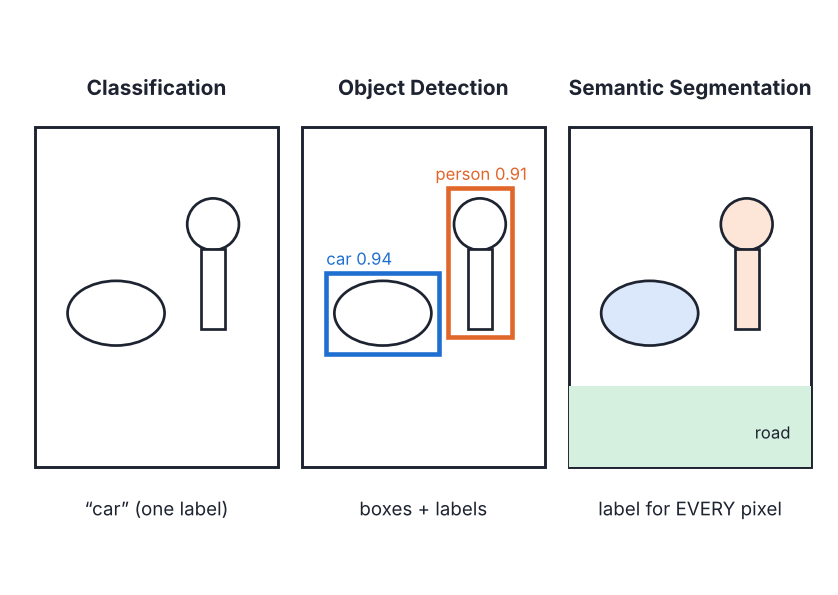 Classification
Object Detection
Semantic Segmentation
person 0.91
car 0.94
road
“car” (one label)
boxes + labels
label for EVERY pixel